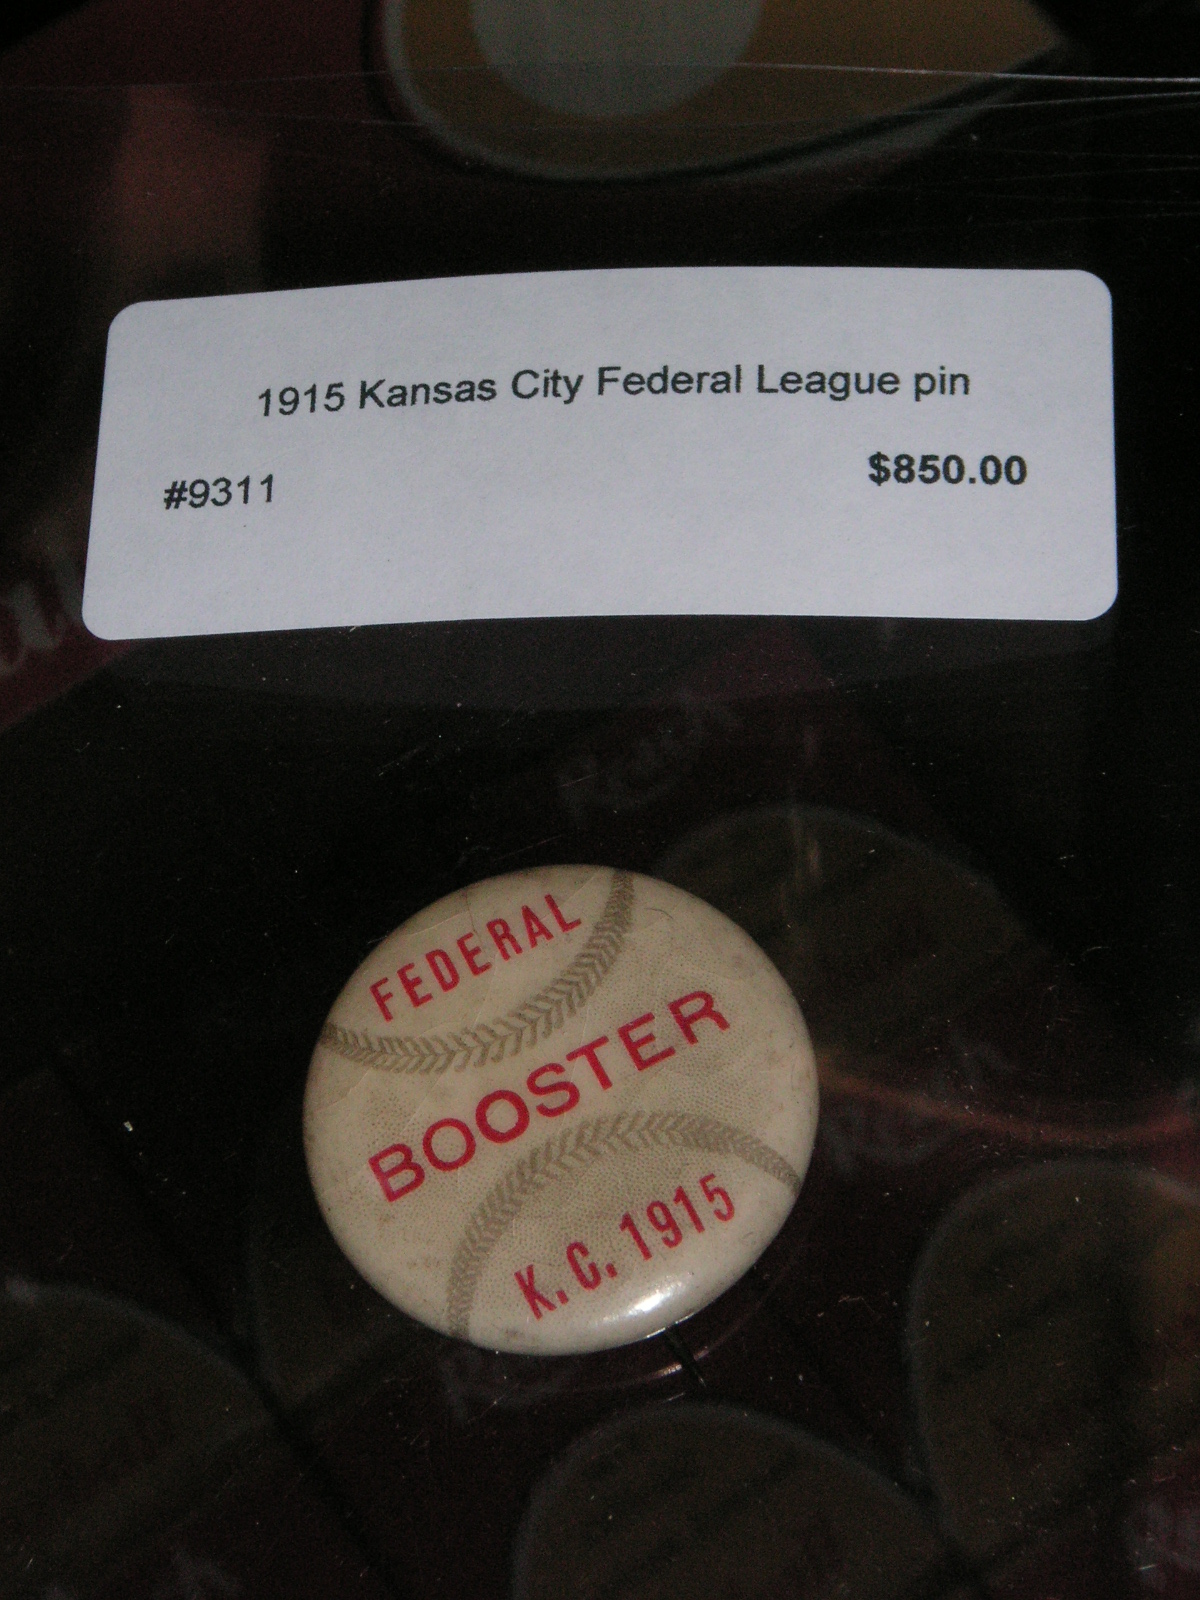 1915 Kansas City Federal League pin
#9311 $850.00
FEDERAL
BOOSTER
K.C. 1915